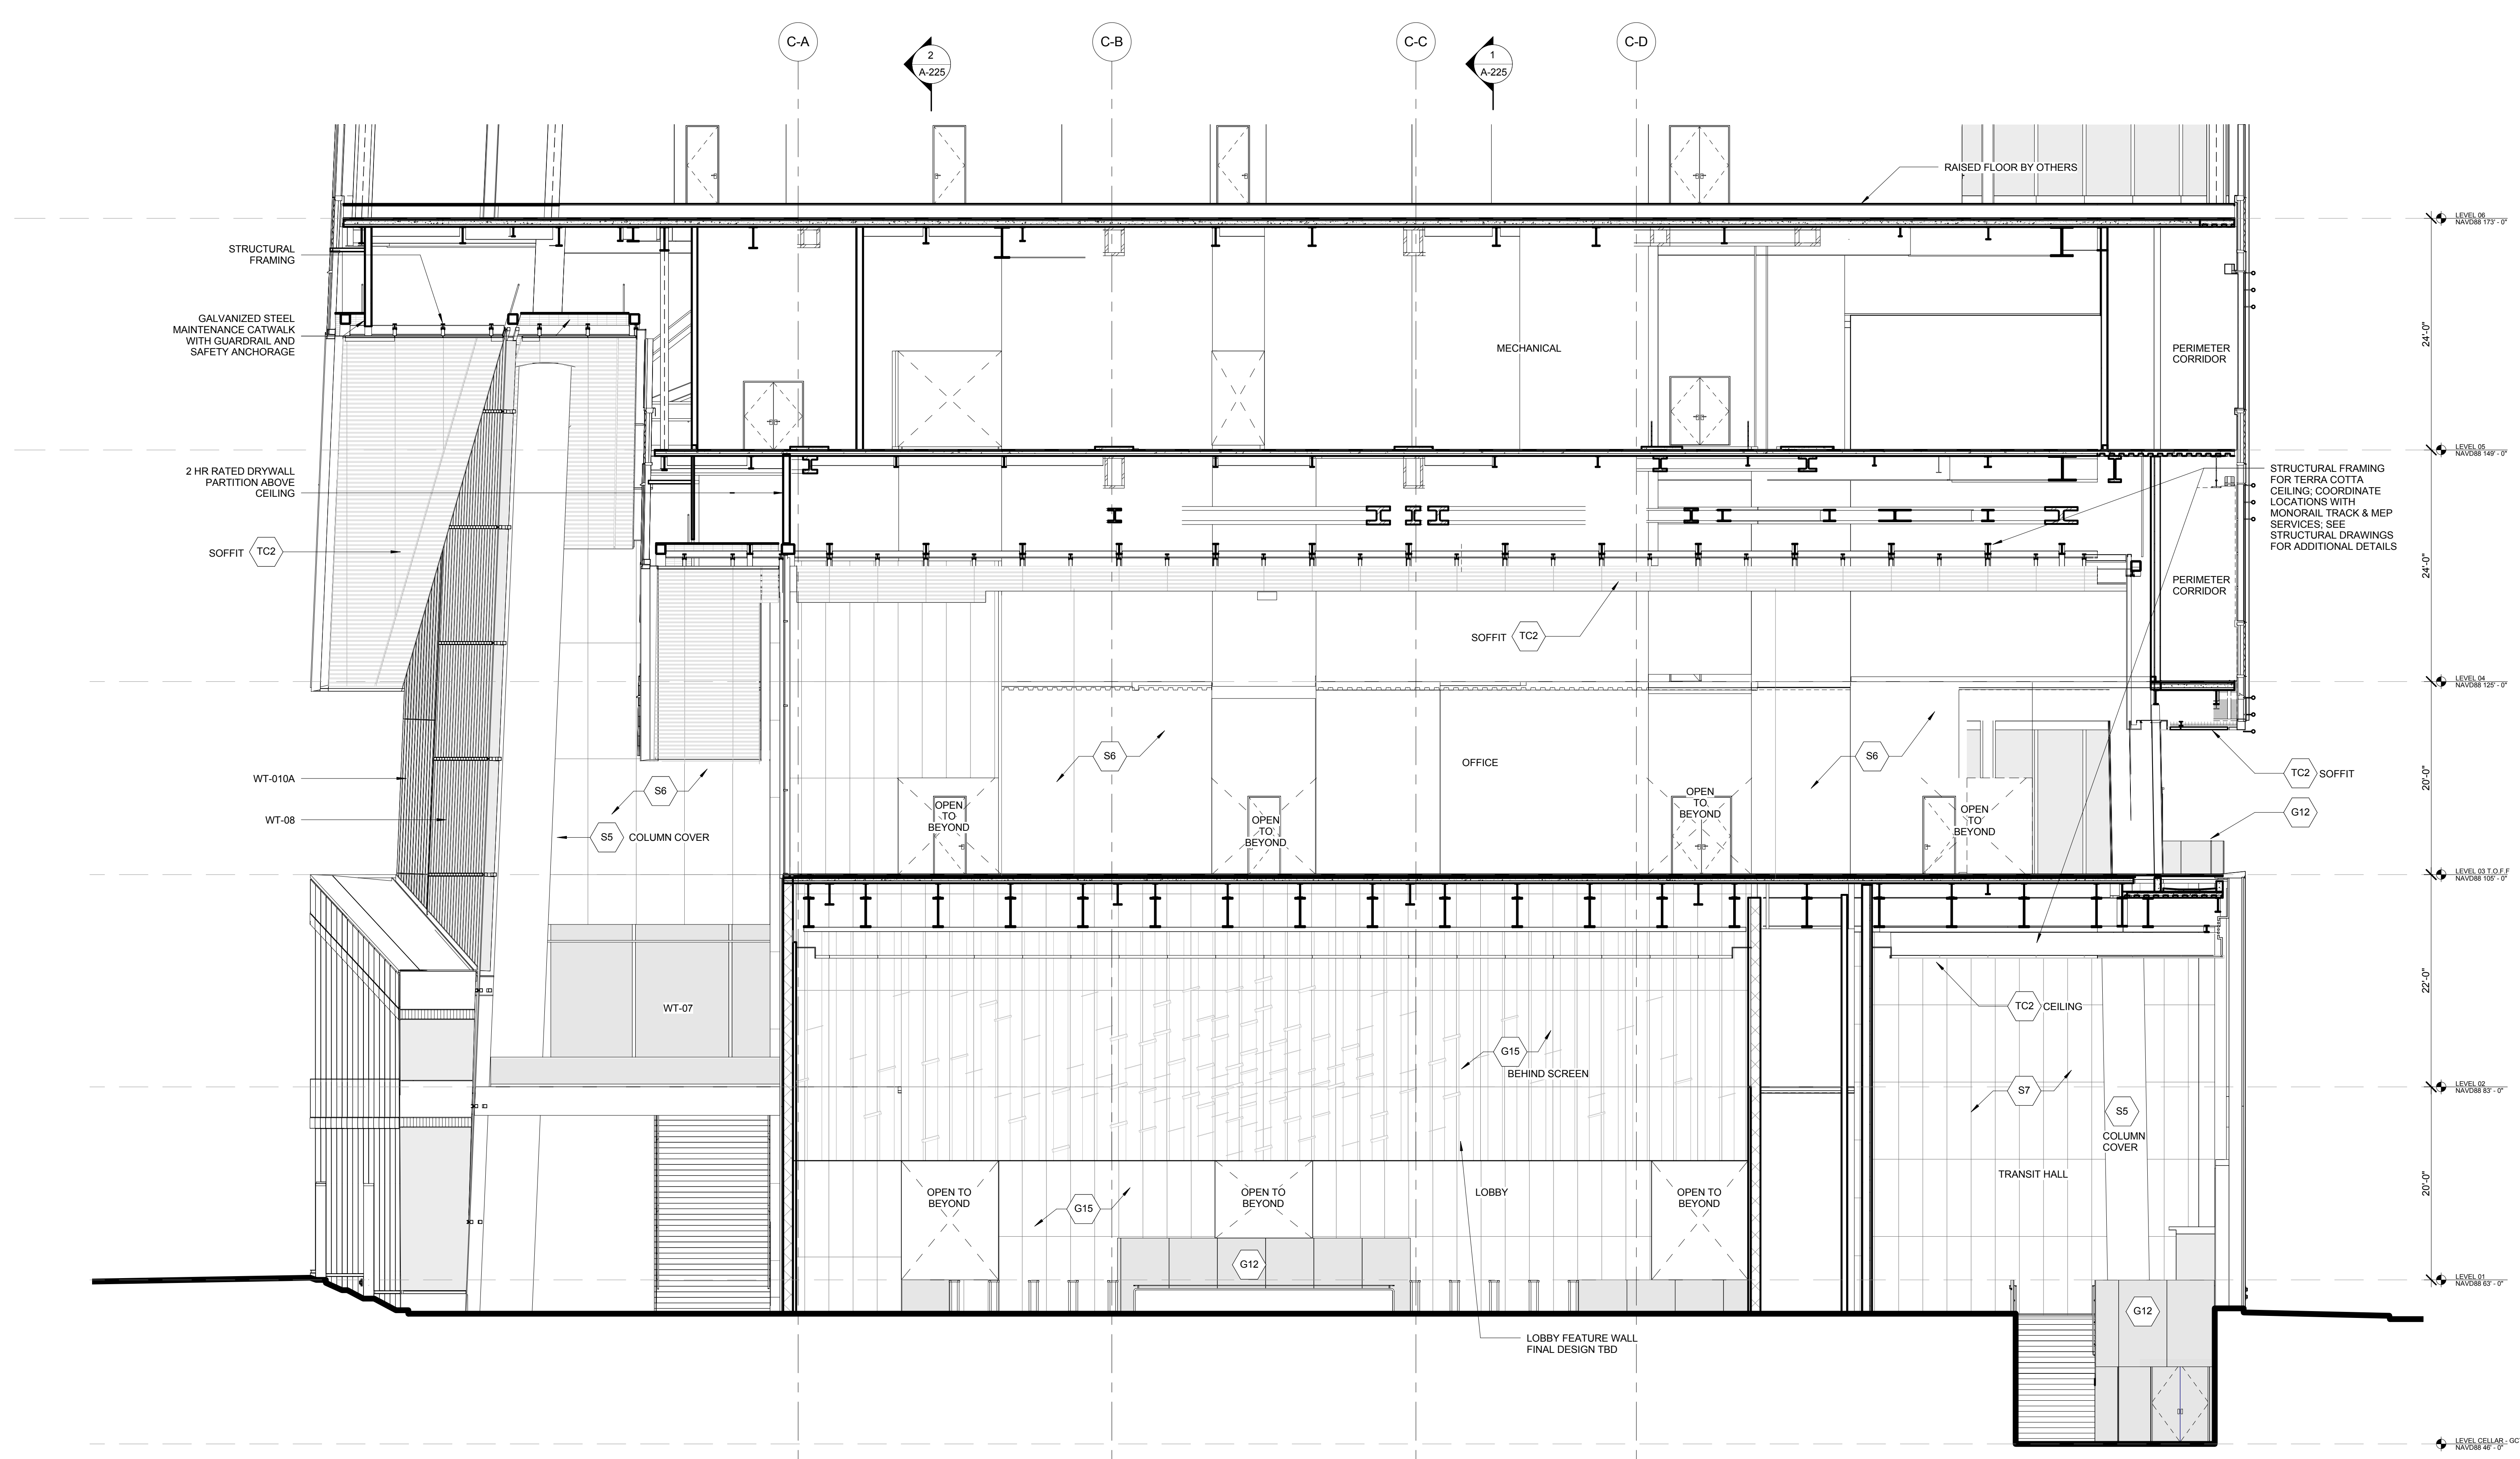 C-A
C-B
C-C
C-D
2
A-225
1
A-225
RAISED FLOOR BY OTHERS
LEVEL 06
NAVD88 173' - 0"
STRUCTURAL
FRAMING
GALVANIZED STEEL
MAINTENANCE CATWALK
WITH GUARDRAIL AND
SAFETY ANCHORAGE
MECHANICAL
PERIMETER
CORRIDOR
24'-0"
LEVEL 05
NAVD88 149' - 0"
2 HR RATED DRYWALL
PARTITION ABOVE
CEILING
STRUCTURAL FRAMING
FOR TERRA COTTA
CEILING; COORDINATE
LOCATIONS WITH
MONORAIL TRACK & MEP
SERVICES; SEE
STRUCTURAL DRAWINGS
FOR ADDITIONAL DETAILS
SOFFIT TC2
24'-0"
PERIMETER
CORRIDOR
SOFFIT TC2
LEVEL 04
NAVD88 125' - 0"
S6
S6
OFFICE
TC2 SOFFIT
WT-010A
S6
20'-0"
WT-08
S5 COLUMN COVER
OPEN
TO
BEYOND
OPEN
TO
BEYOND
OPEN
TO
BEYOND
OPEN
TO
BEYOND
G12
LEVEL 03 T.O.F.F
NAVD88 105' - 0"
WT-07
22'-0"
TC2 CEILING
G15
BEHIND SCREEN
S7
S5
COLUMN
COVER
LEVEL 02
NAVD88 83' - 0"
TRANSIT HALL
20'-0"
OPEN TO
BEYOND
OPEN TO
BEYOND
LOBBY
OPEN TO
BEYOND
G15
G12
LEVEL 01
NAVD88 63' - 0"
G12
LOBBY FEATURE WALL
FINAL DESIGN TBD
LEVEL CELLAR - GC
NAVD88 46' - 0"